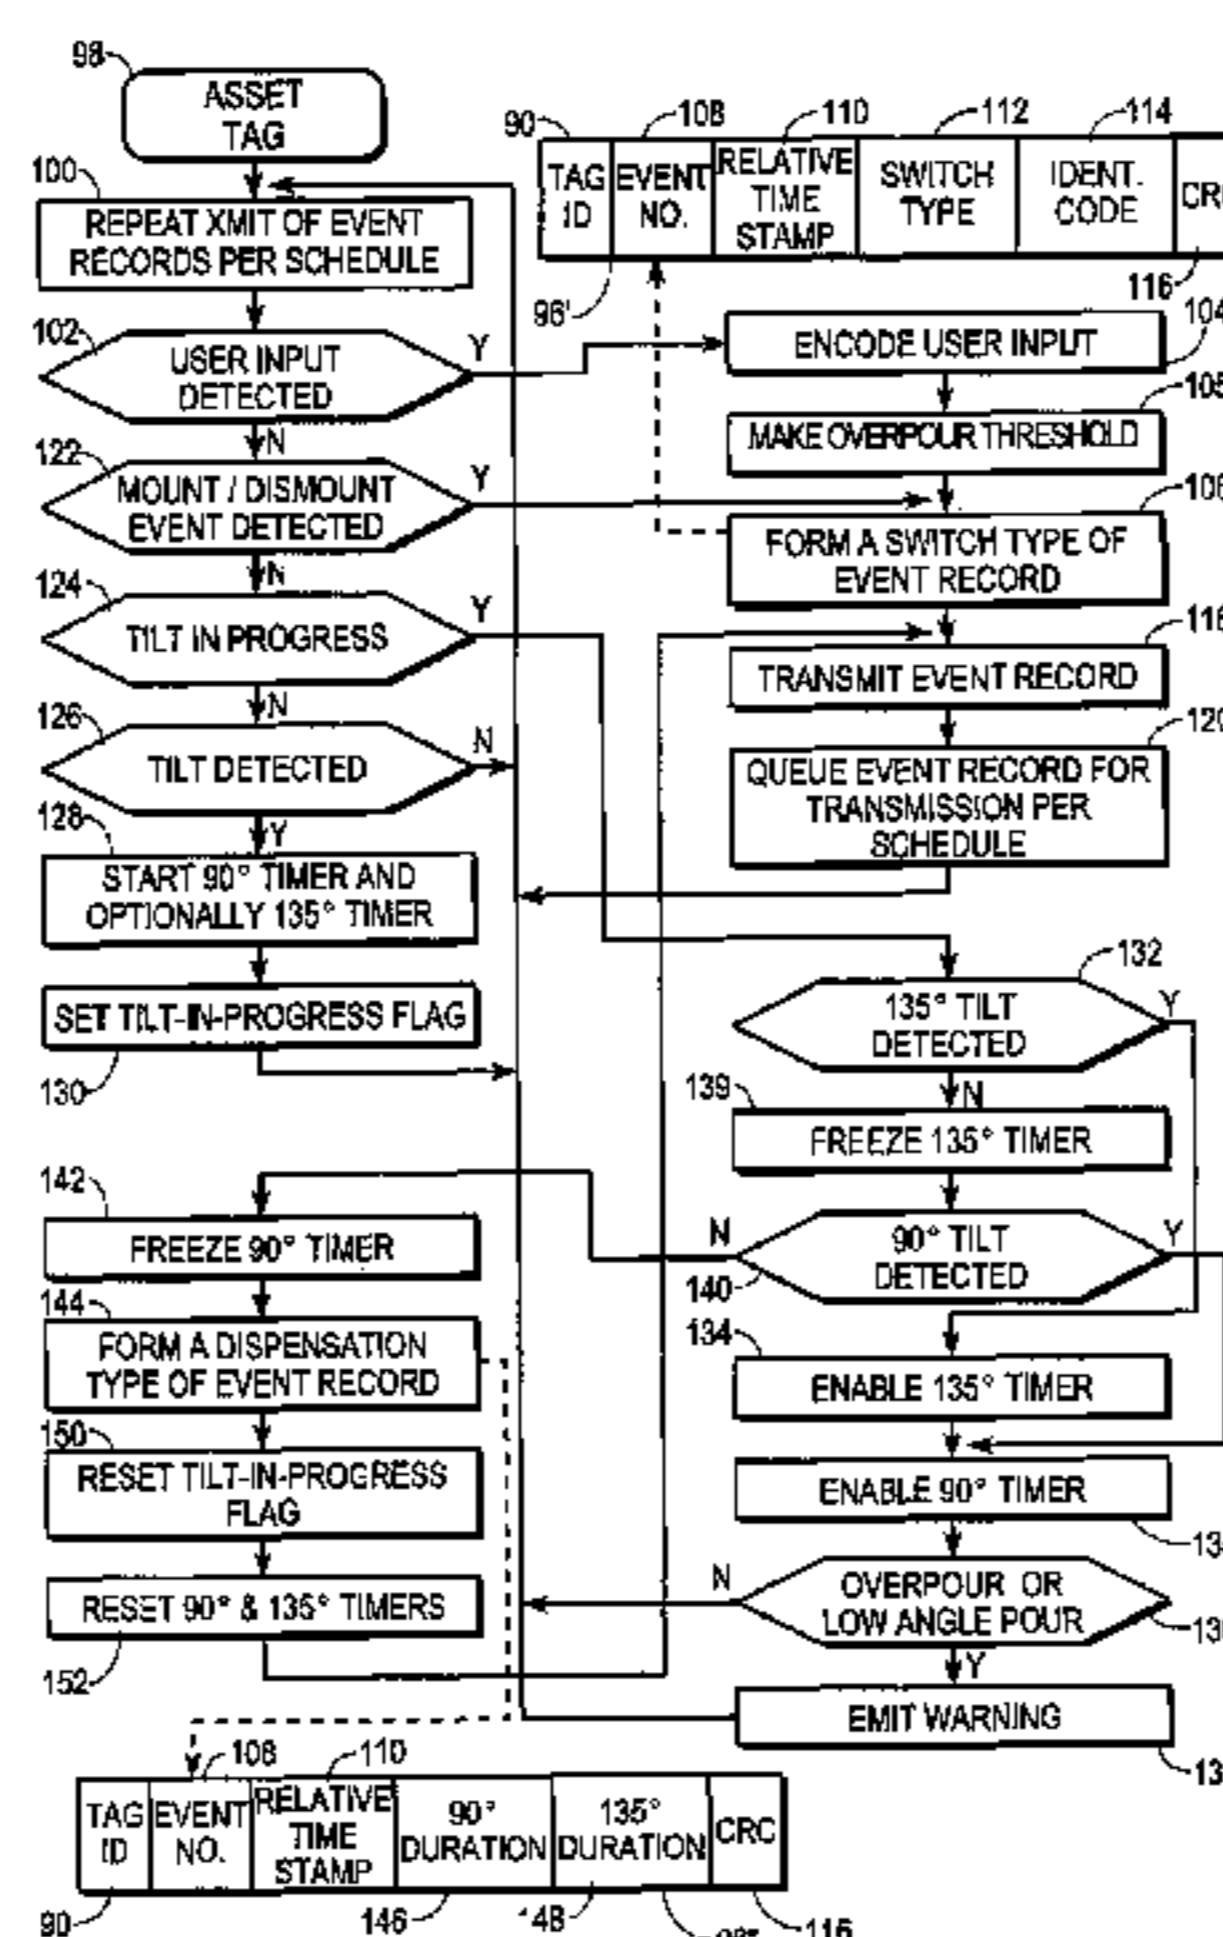 98
ASSET
TAG
100
REPEAT XMIT OF EVENT
RECORDS PER SCHEDULE
102
USER INPUT
DETECTED
Y
N
122
MOUNT / DISMOUNT
EVENT DETECTED
Y
N
124
TILT IN PROGRESS
Y
N
126
TILT DETECTED
N
Y
128
START 90° TIMER AND
OPTIONALLY 135° TIMER
SET TILT-IN-PROGRESS FLAG
130
142
FREEZE 90° TIMER
144
FORM A DISPENSATION
TYPE OF EVENT RECORD
150
RESET TILT-IN-PROGRESS
FLAG
RESET 90° & 135° TIMERS
152
90
108
110
112
114
TAG
ID
EVENT
NO.
RELATIVE
TIME
STAMP
SWITCH
TYPE
IDENT.
CODE
96'
116
104
ENCODE USER INPUT
105
MAKE OVERPOUR THRESHOLD
106
FORM A SWITCH TYPE OF
EVENT RECORD
TRANSMIT EVENT RECORD
120
QUEUE EVENT RECORD FOR
TRANSMISSION PER
SCHEDULE
132
135° TILT
DETECTED
Y
N
139
FREEZE 135° TIMER
90° TILT
DETECTED
N
Y
140
134
ENABLE 135° TIMER
ENABLE 90° TIMER
OVERPOUR OR
LOW ANGLE POUR
N
Y
EMIT WARNING
108
110
TAG
ID
EVENT
NO.
RELATIVE
TIME
STAMP
90°
DURATION
135°
DURATION
CRC
90
146
148
116